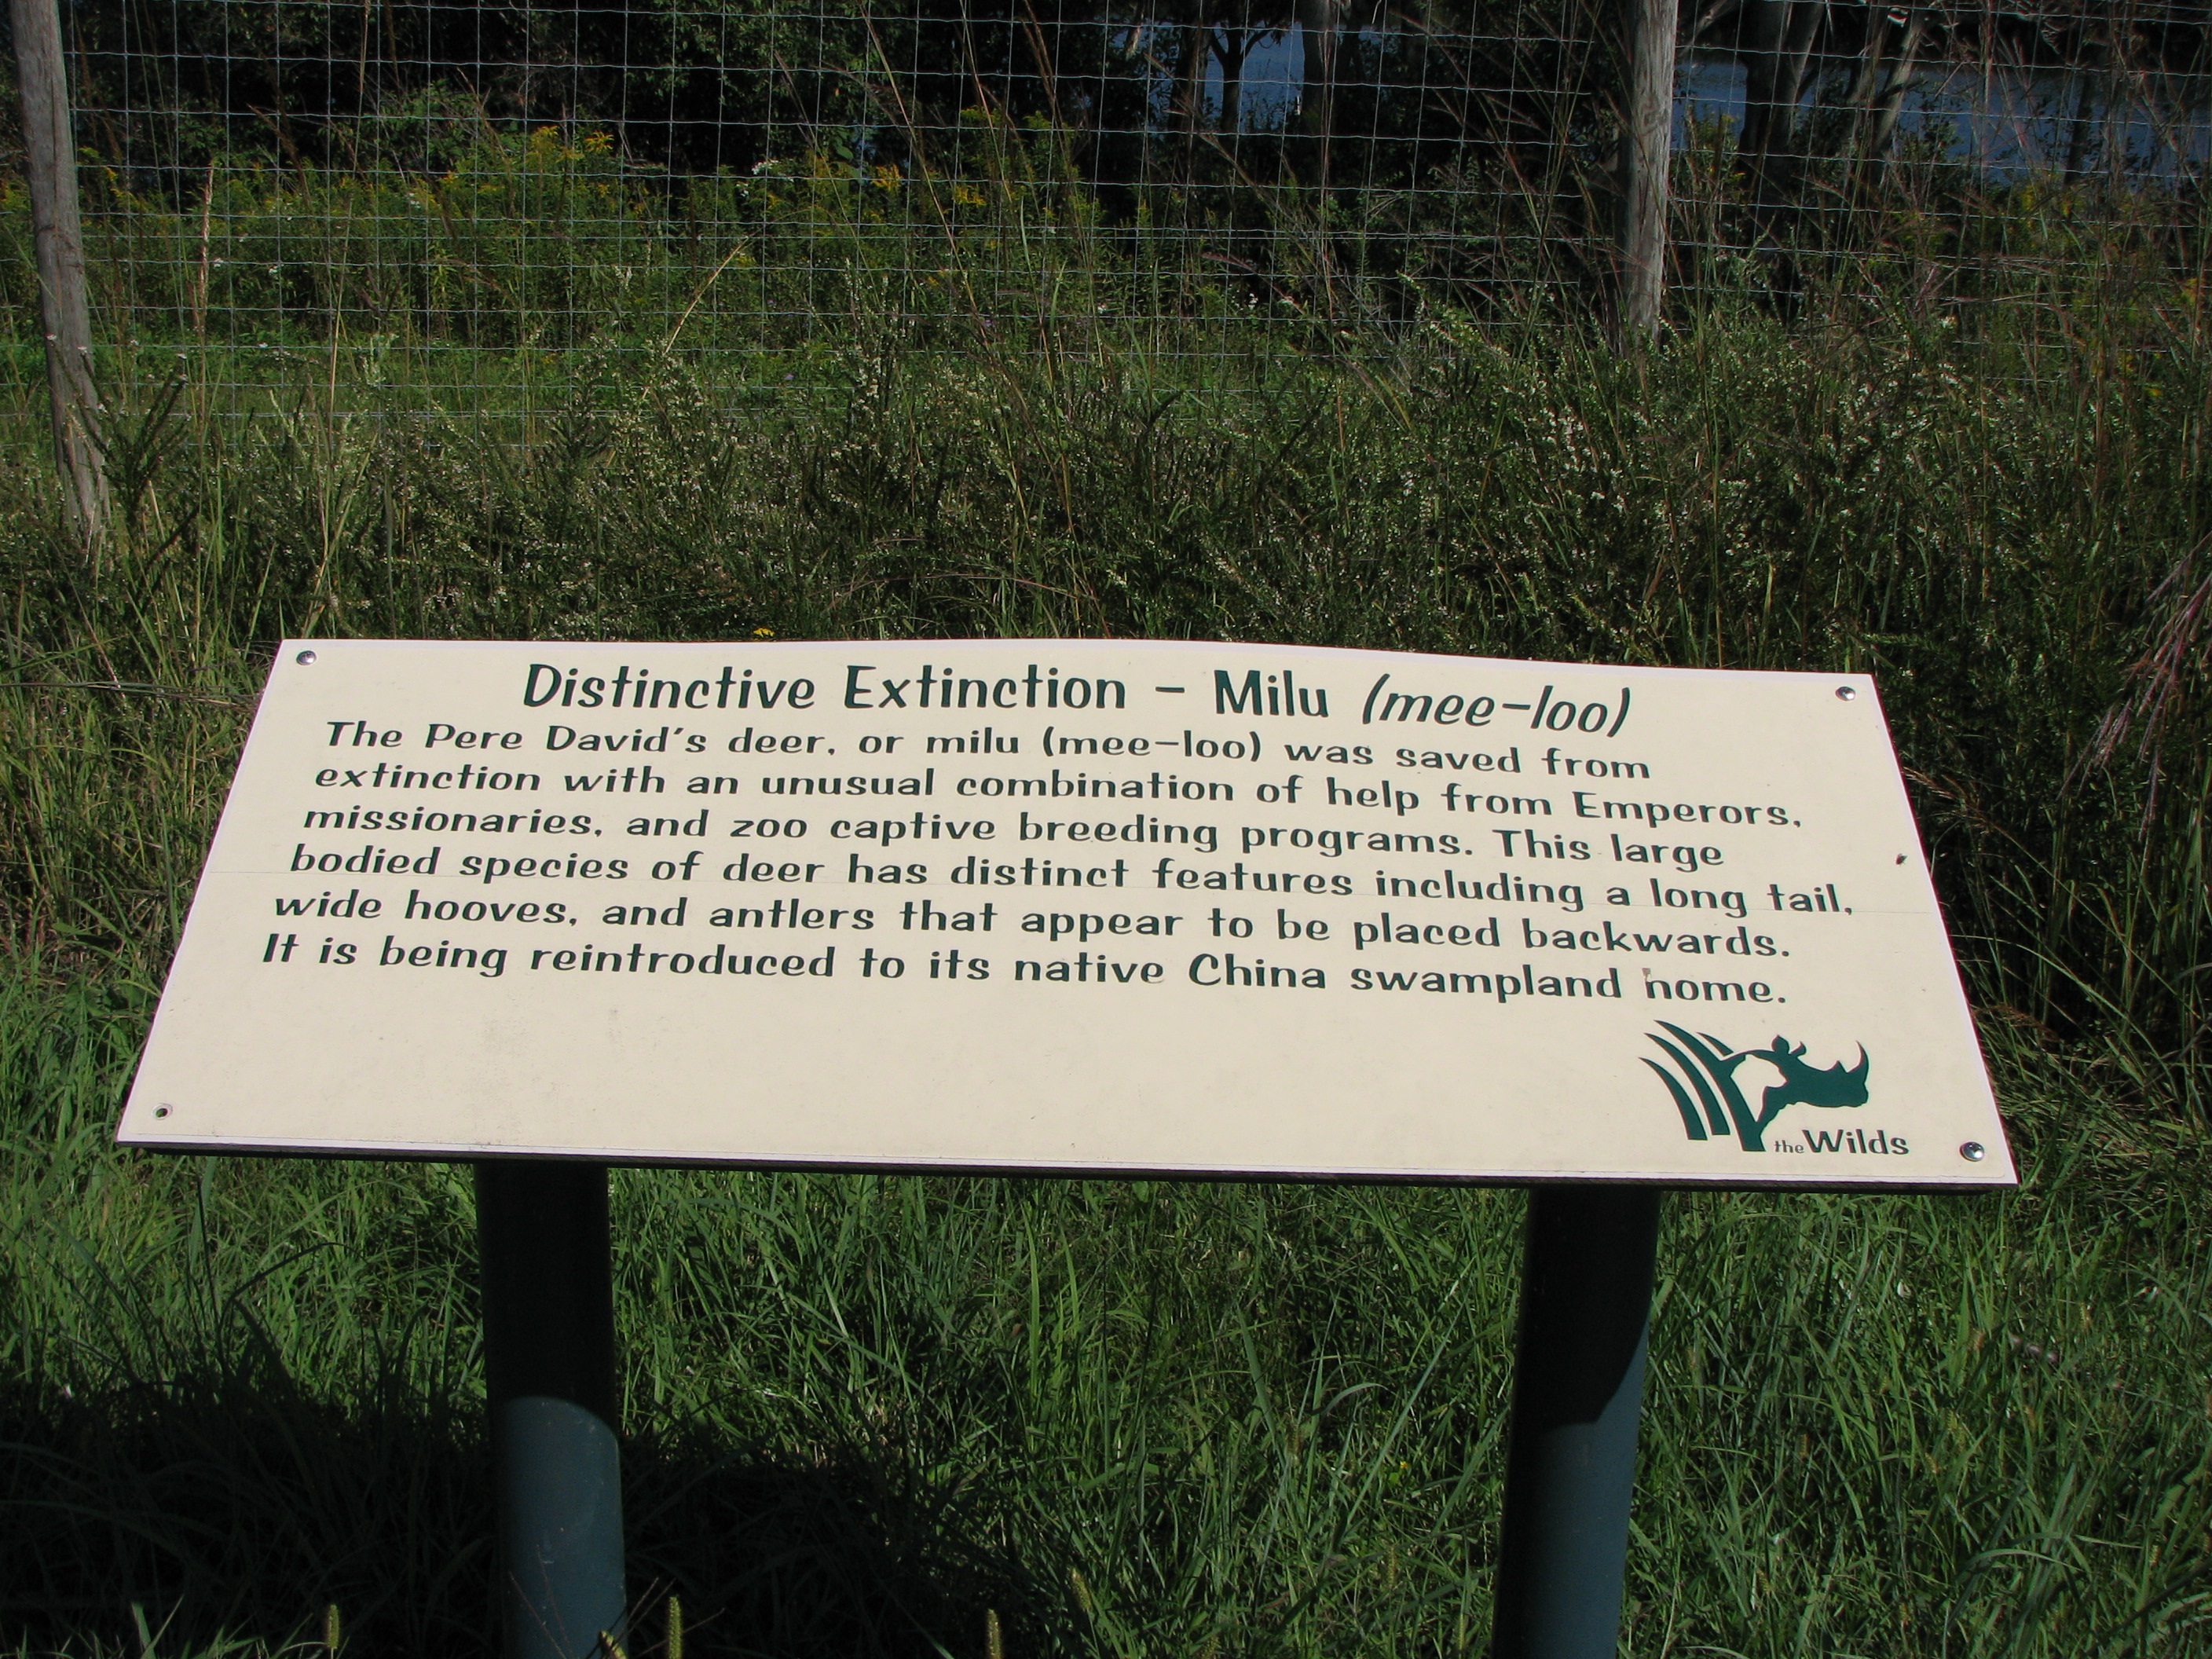 Distinctive Extinction - Milu (mee-loo)
The Pere David's deer, or milu (mee-loo) was saved from
extinction with an unusual combination of help from Emperors,
missionaries, and zoo captive breeding programs. This large
bodied species of deer has distinct features including a long tail,
wide hooves, and antlers that appear to be placed backwards.
It is being reintroduced to its native China swampland home.
the Wilds